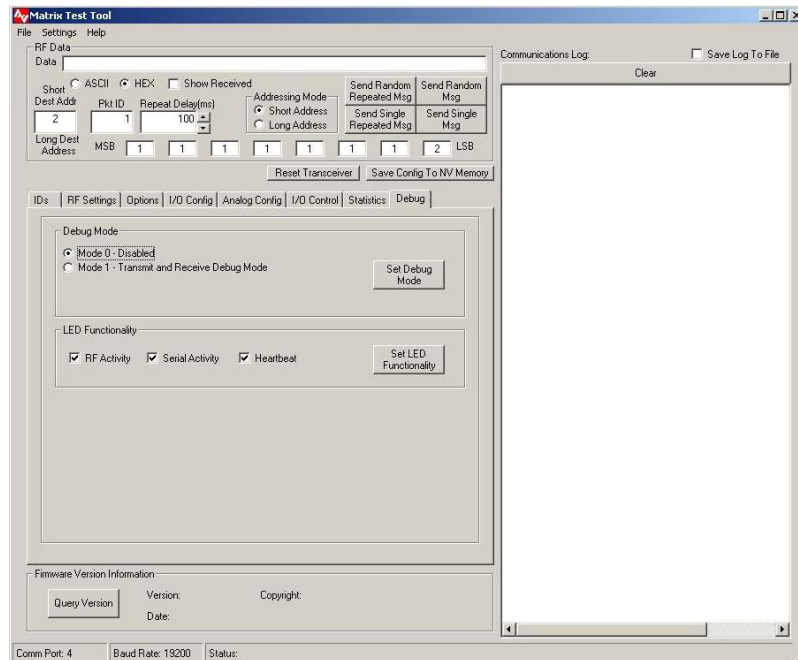 Matrix Test Tool
File Settings Help
RF Data
Data
ASCII HEX Show Received
Short Dest Addr
2
Pkt ID
1
Repeat Delay(ms)
100
Addressing Mode
Short Address
Long Address
Send Random Repeated Msg
Send Random Msg
Send Single Repeated Msg
Send Single Msg
Long Dest Address
MSB 1 1 1 1 1 1 1 2 LSB
Reset Transceiver
Save Config To NV Memory
IDs RF Settings Options I/O Config Analog Config I/O Control Statistics Debug
Debug Mode
Mode 0 - Disabled
Mode 1 - Transmit and Receive Debug Mode
Set Debug Mode
LED Functionality
RF Activity Serial Activity Heartbeat
Set LED Functionality
Firmware Version Information
Query Version
Version:
Copyright:
Date:
Communications Log:
Save Log To File
Clear
Comm Port: 4 Baud Rate: 19200 Status: